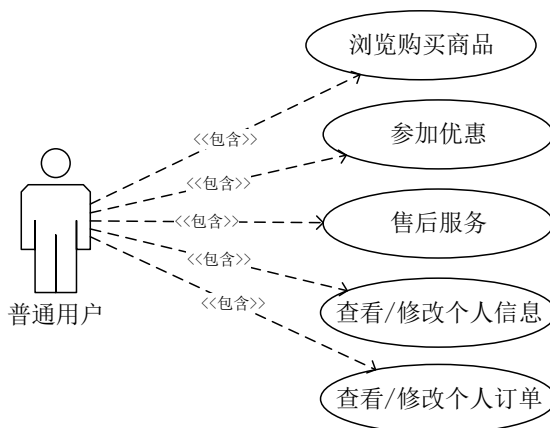 浏览购买商品
<<包含>>
参加优惠
<<包含>>
售后服务
<<包含>>
<<包含>>
查看/修改个人信息
<<包含>>
普通用户
查看/修改个人订单